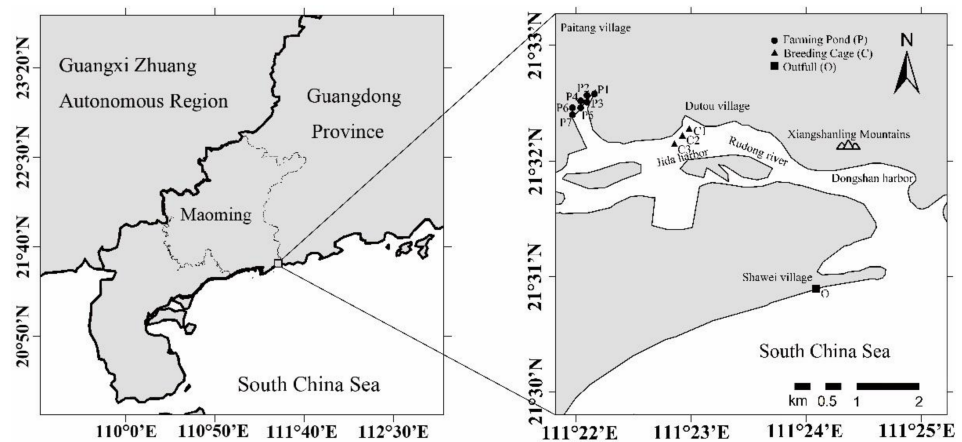 23°20'N
22°30'N
21°40'N
20°50'N
Guangxi Zhuang
Autonomous Region
Guangdong
Province
Maoming
South China Sea
110°0'E
110°50'E
111°40'E
112°30'E
21°33'N
21°32'N
21°31'N
21°30'N
Paitang village
Farming Pond (P)
Breeding Cage (C)
Outfall (O)
N
P2
P1
P4
P3
P6
P5
P7
Dutou village
C1
C2
C3
Jida harbor
Rudong river
Xiangshanling Mountains
Dongshan harbor
Shawei village
O
South China Sea
km 0.5 1 2
111°22'E
111°23'E
111°24'E
111°25'E